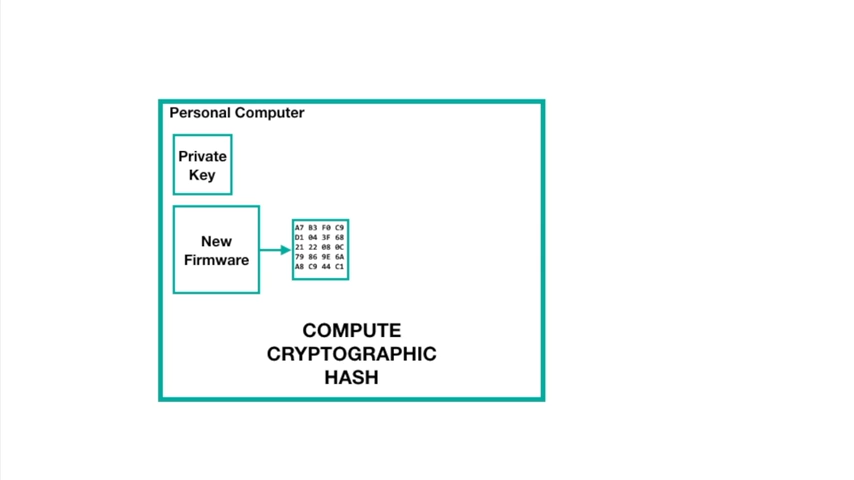 Personal Computer
Private
Key
New
Firmware
A7 B3 F0 C9
D1 04 3F 68
21 22 08 0C
79 86 9E 6A
A8 C9 44 C1
COMPUTE
CRYPTOGRAPHIC
HASH